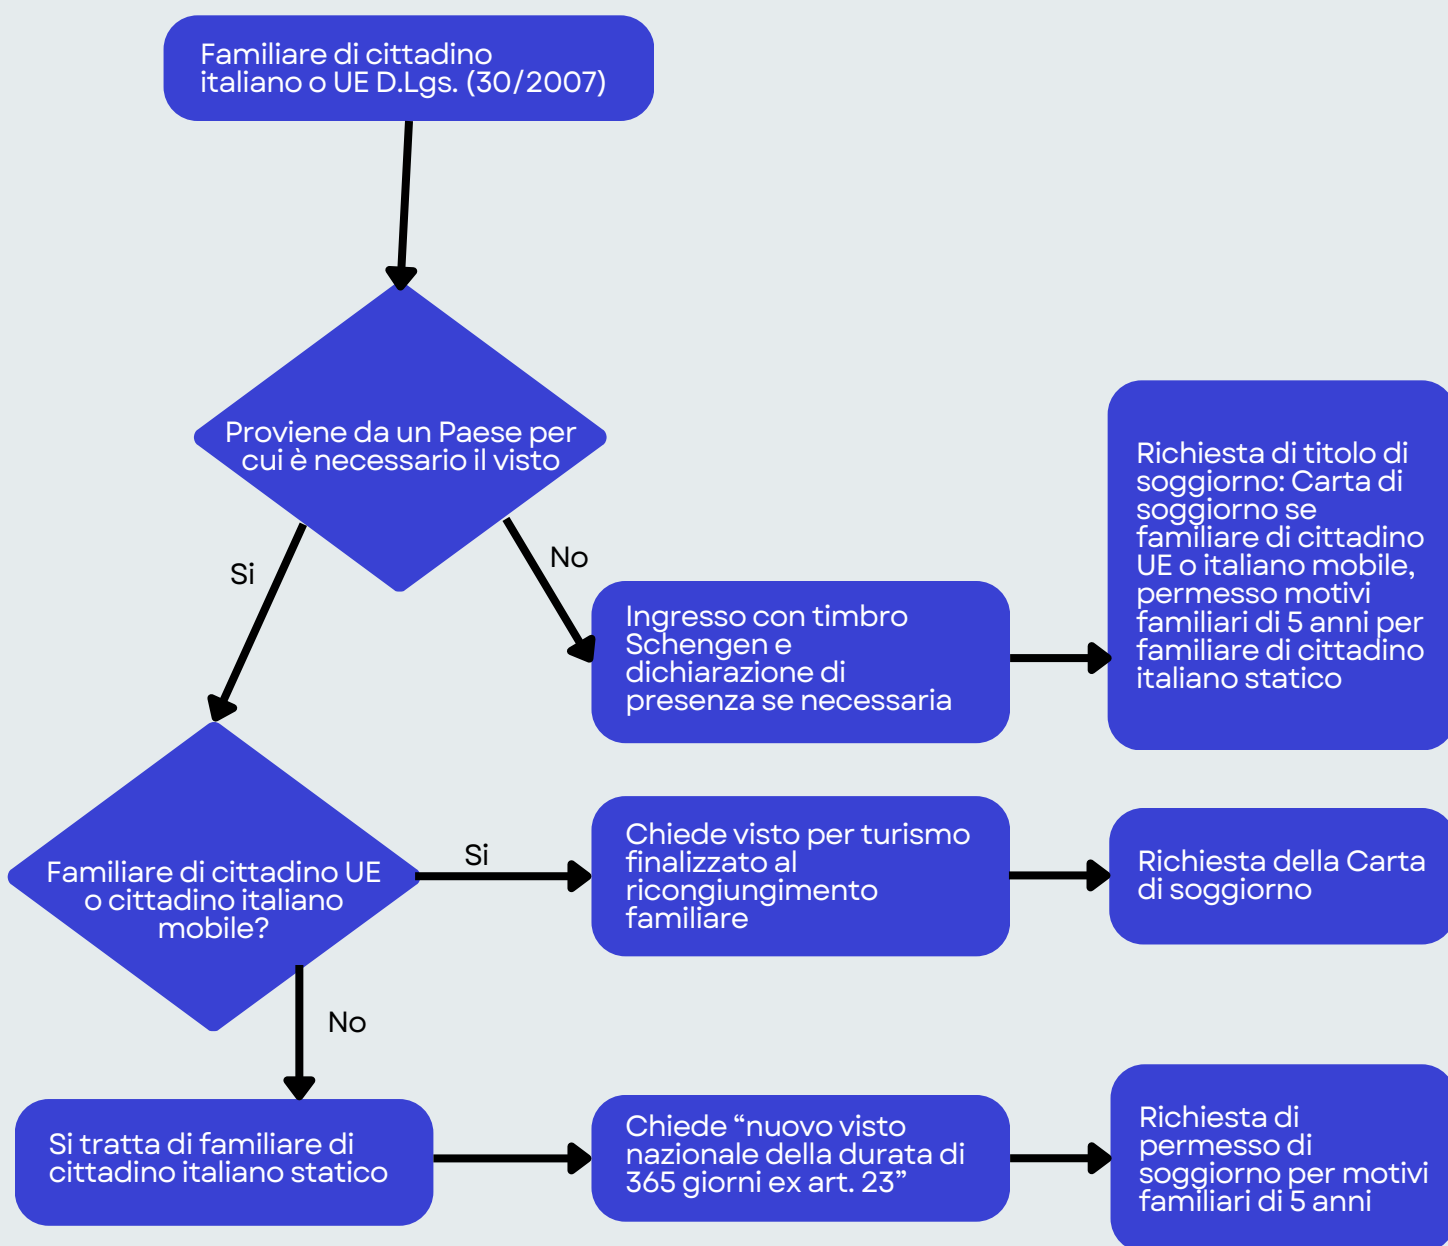 Familiare di cittadino
italiano o UE D.Lgs. (30/2007)
Proviene da un Paese per
cui è necessario il visto
Si
No
Ingresso con timbro
Schengen e
dichiarazione di
presenza se necessaria
Richiesta di titolo di
soggiorno: Carta di
soggiorno se
familiare di cittadino
UE o italiano mobile,
permesso motivi
familiari di 5 anni per
familiare di cittadino
italiano statico
Familiare di cittadino UE
o cittadino italiano
mobile?
Si
Chiede visto per turismo
finalizzato al
ricongiungimento
familiare
Richiesta della Carta
di soggiorno
No
Si tratta di familiare di
cittadino italiano statico
Chiede “nuovo visto
nazionale della durata di
365 giorni ex art. 23”
Richiesta di
permesso di
soggiorno per motivi
familiari di 5 anni